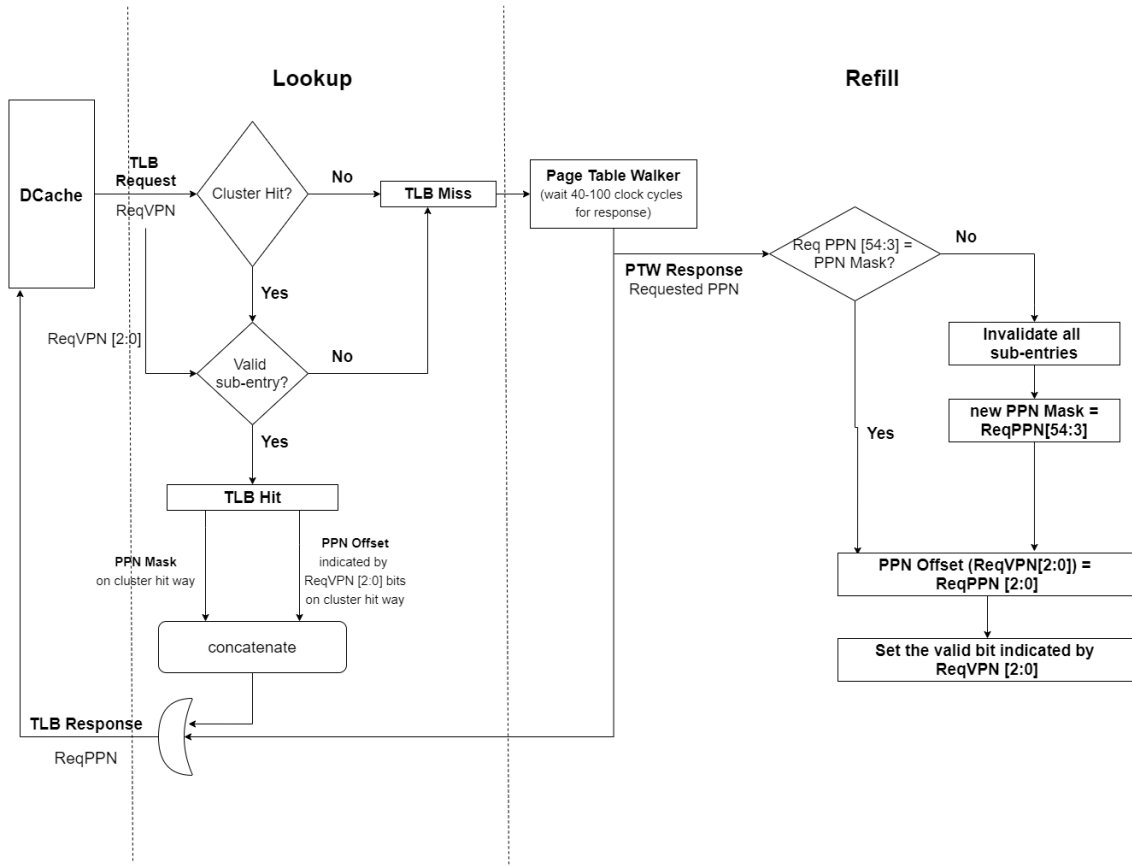 Lookup
Refill
DCache
TLB
Request
ReqVPN
Cluster Hit?
No
TLB Miss
Page Table Walker
(wait 40-100 clock cycles
for response)
Req PPN [54:3] =
PPN Mask?
No
PTW Response
Requested PPN
Yes
ReqVPN [2:0]
Valid
sub-entry?
No
Invalidate all
sub-entries
new PPN Mask =
ReqPPN[54:3]
Yes
Yes
TLB Hit
PPN Mask
on cluster hit way
PPN Offset
indicated by
ReqVPN [2:0] bits
on cluster hit way
PPN Offset (ReqVPN[2:0]) =
ReqPPN [2:0]
concatenate
Set the valid bit indicated by
ReqVPN [2:0]
TLB Response
ReqPPN